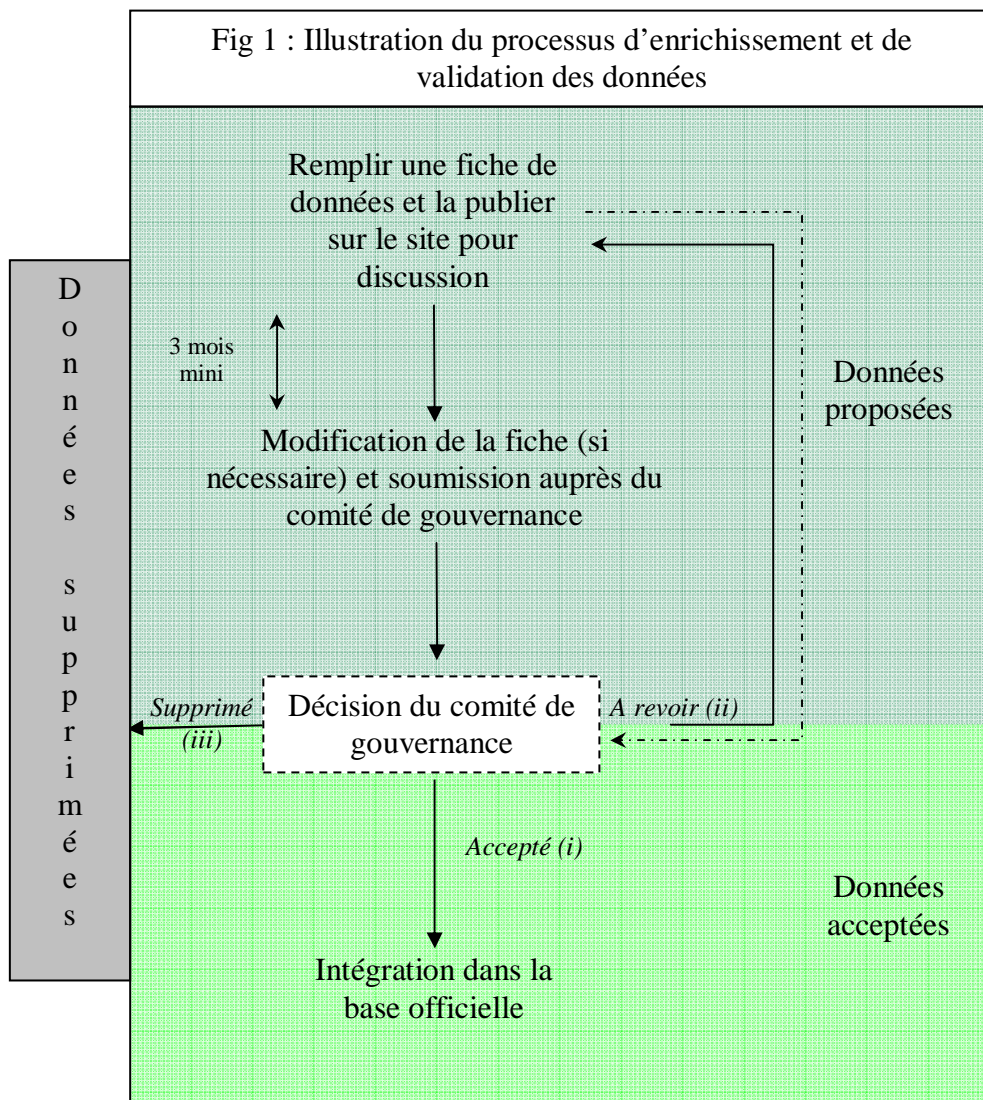 Fig 1 : Illustration du processus d’enrichissement et de
validation des données
Remplir une fiche de
données et la publier
sur le site pour
discussion
3 mois
mini
Données
proposées
Modification de la fiche (si
nécessaire) et soumission auprès du
comité de gouvernance
Supprimé
(iii)
Décision du comité de
gouvernance
A revoir (ii)
Accepté (i)
Données
acceptées
Intégration dans la
base officielle
Données supprimées